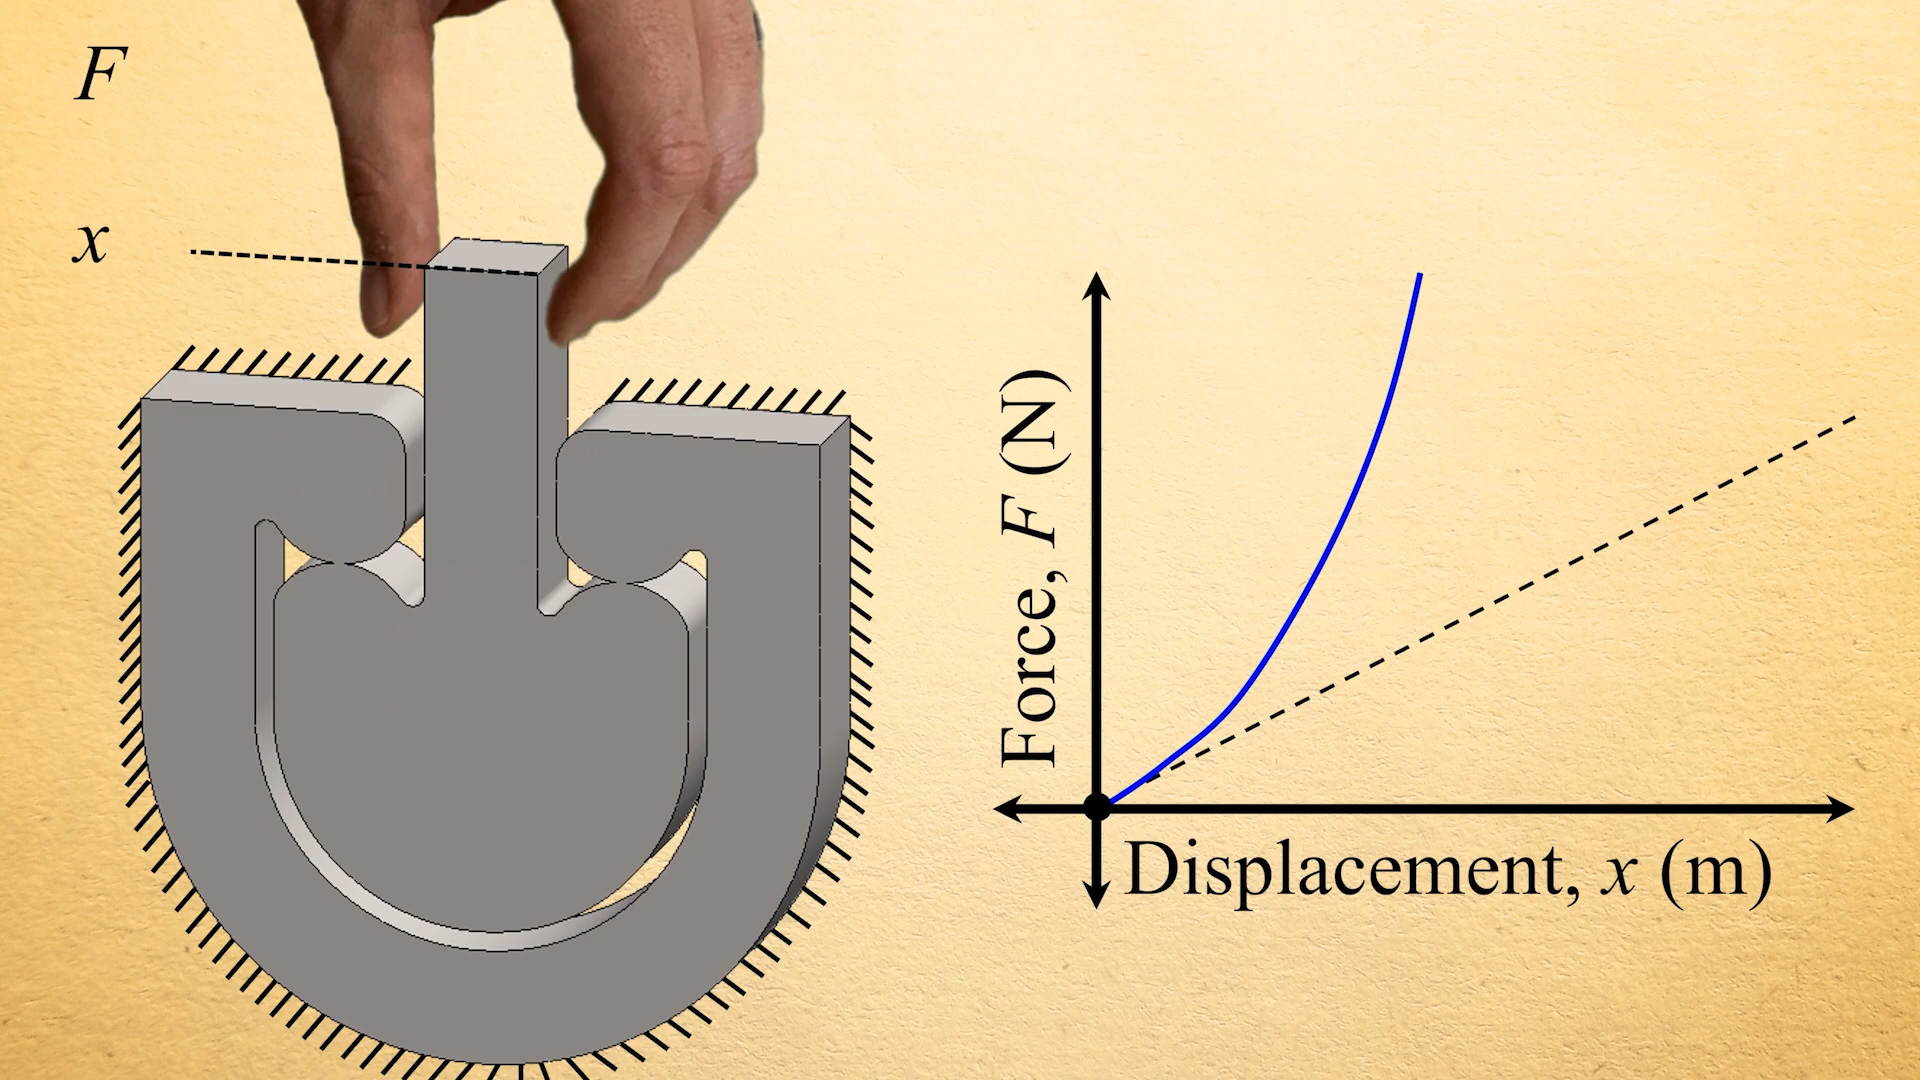 F
x
Force, F (N)
Displacement, x (m)